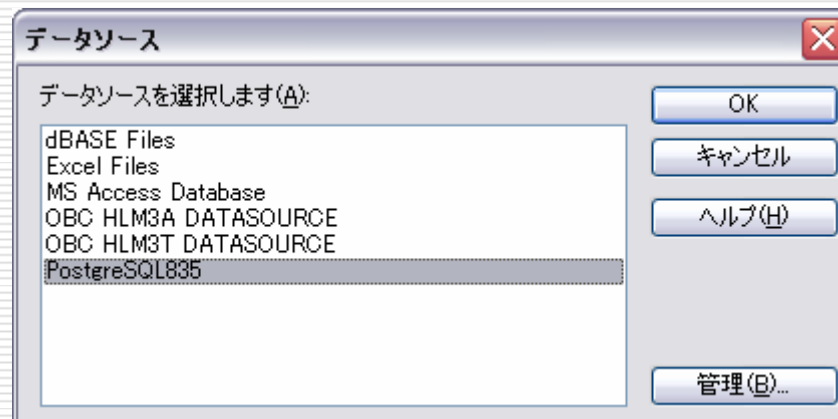 データソース
データソースを選択します(A):
dBASE Files
Excel Files
MS Access Database
OBC HLM3A DATASOURCE
OBC HLM3T DATASOURCE
PostgreSQL835
OK
キャンセル
ヘルプ(H)
管理(B)...